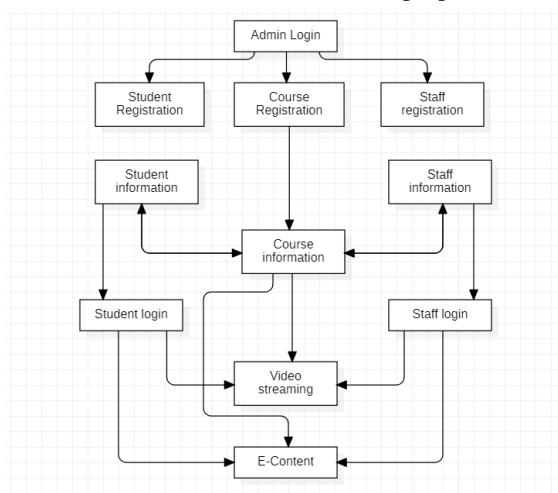 Admin Login
Student
Registration
Course
Registration
Staff
registration
Student
information
Staff
information
Course
information
Student login
Staff login
Video
streaming
E-Content